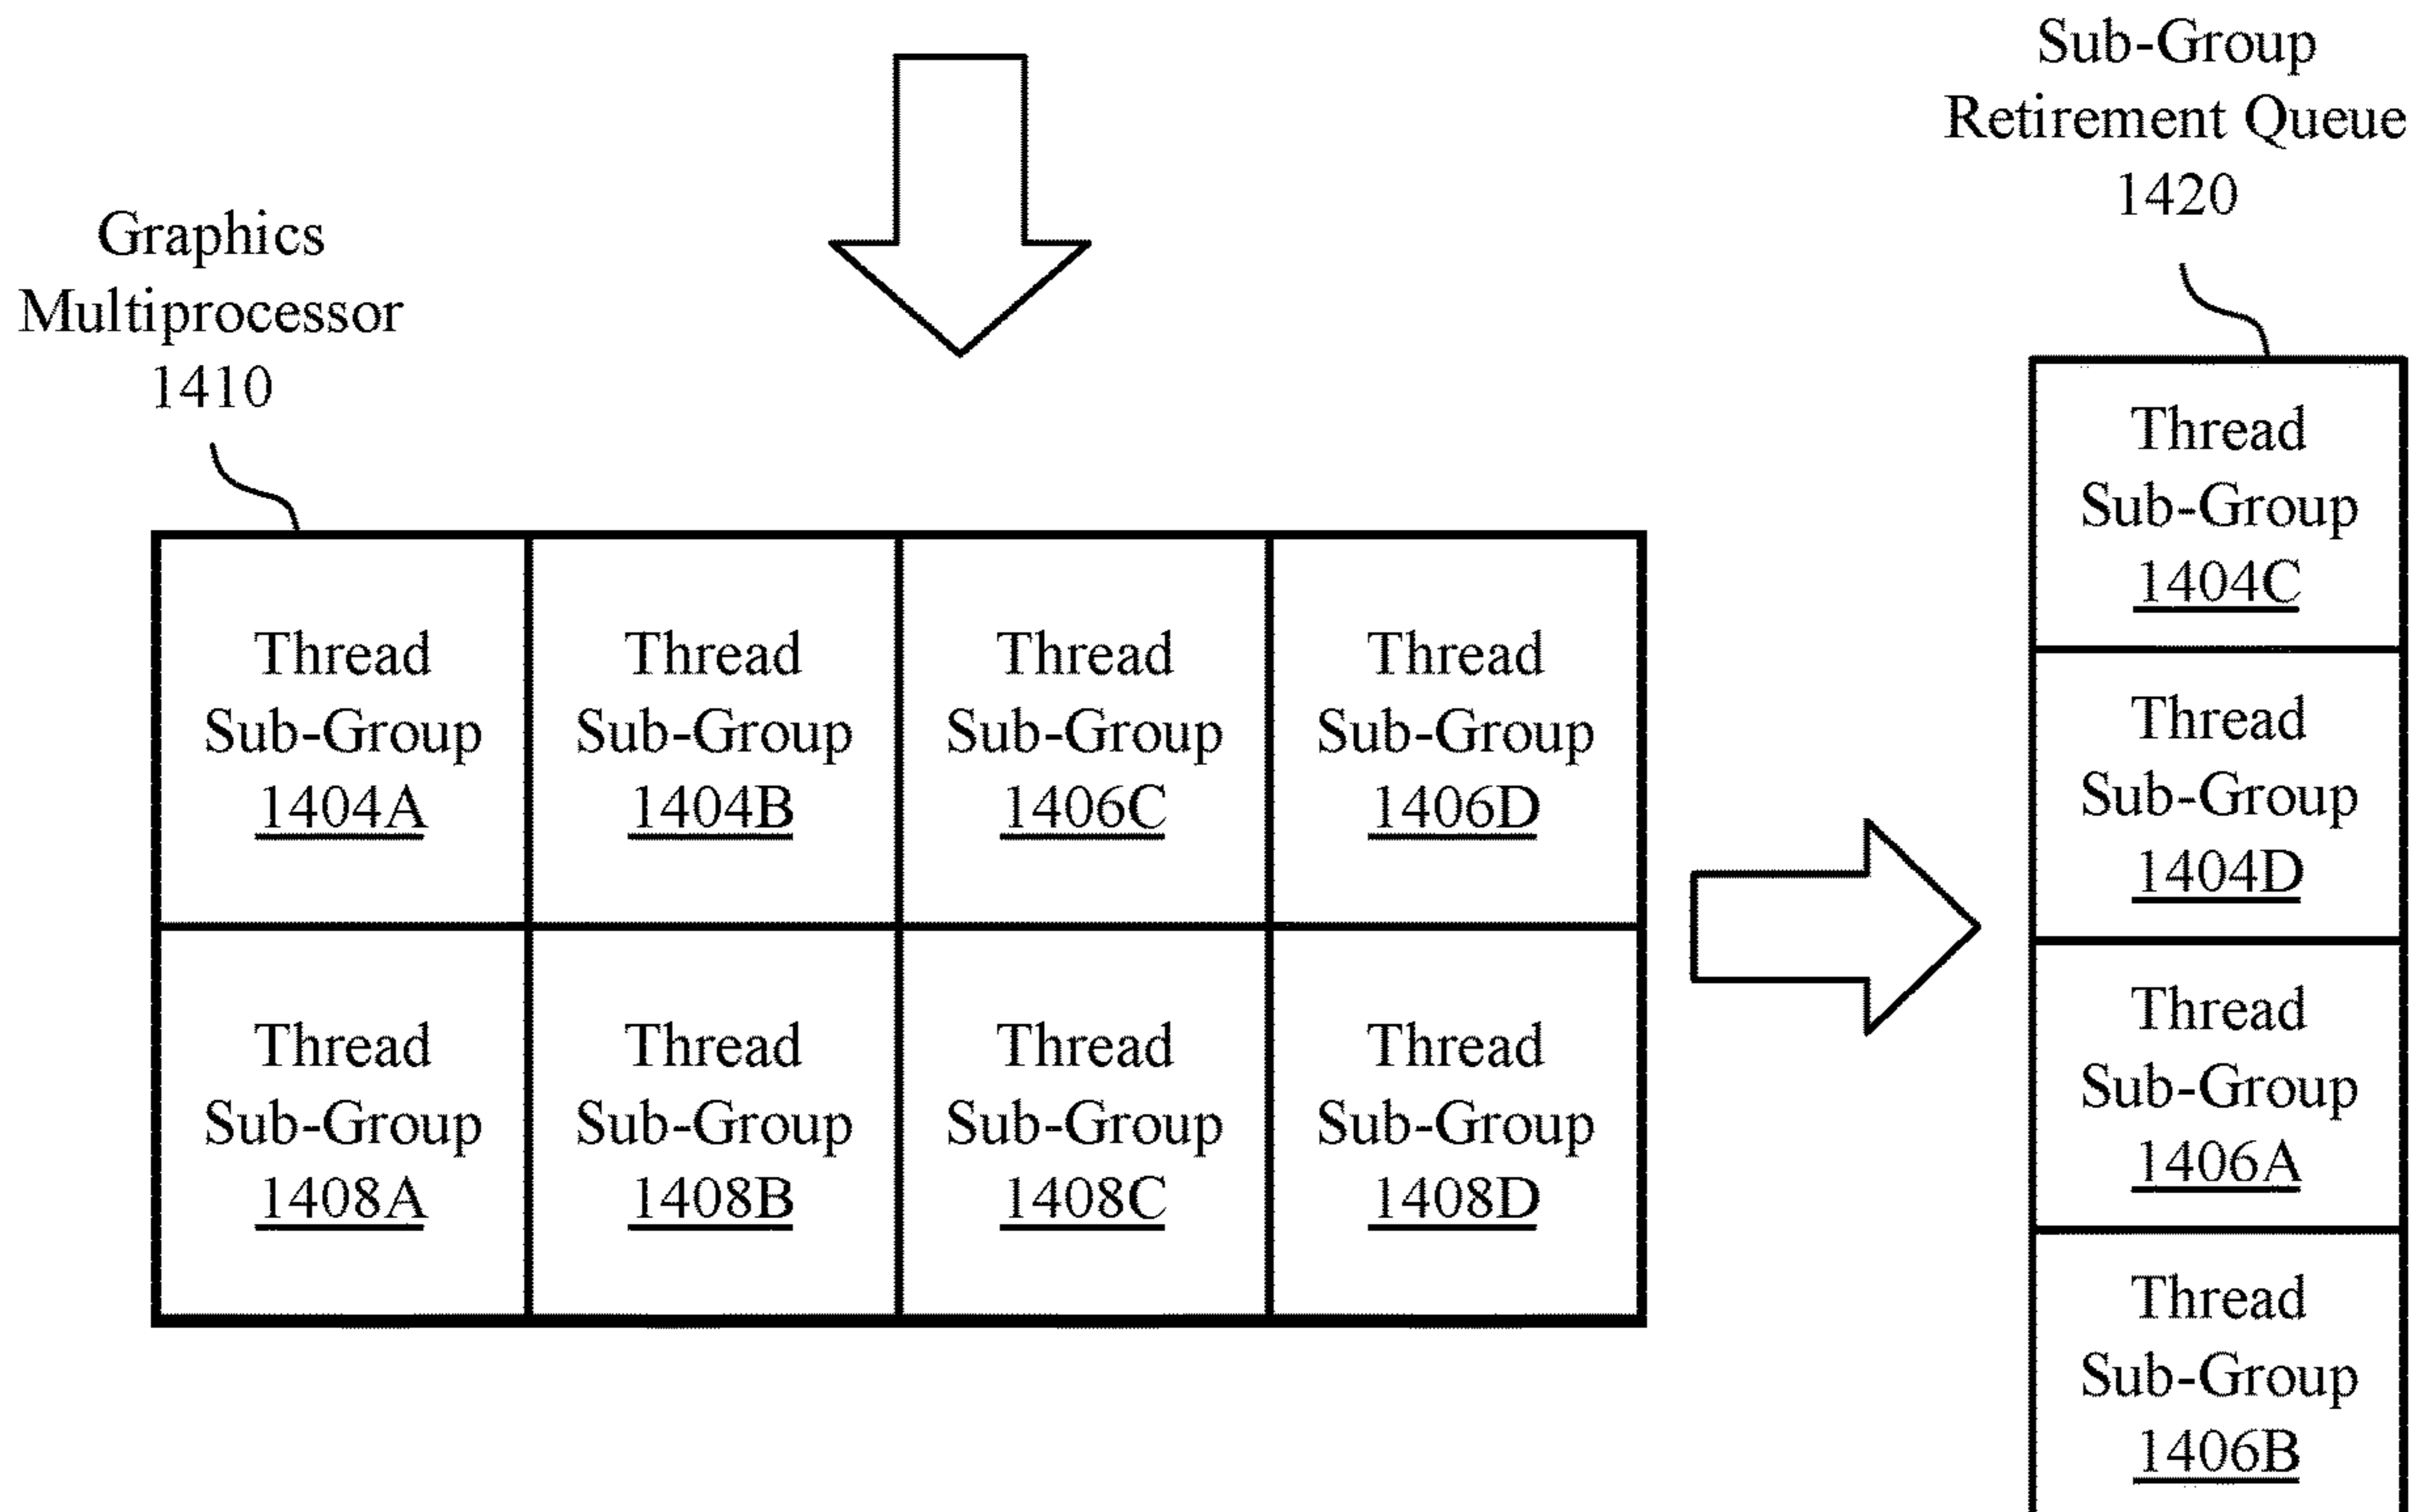 Graphics
Multiprocessor
1410
Sub-Group
Retirement Queue
1420
Thread
Sub-Group
1404A
Thread
Sub-Group
1404B
Thread
Sub-Group
1406C
Thread
Sub-Group
1406D
Thread
Sub-Group
1408A
Thread
Sub-Group
1408B
Thread
Sub-Group
1408C
Thread
Sub-Group
1408D
Thread
Sub-Group
1404C
Thread
Sub-Group
1404D
Thread
Sub-Group
1406A
Thread
Sub-Group
1406B